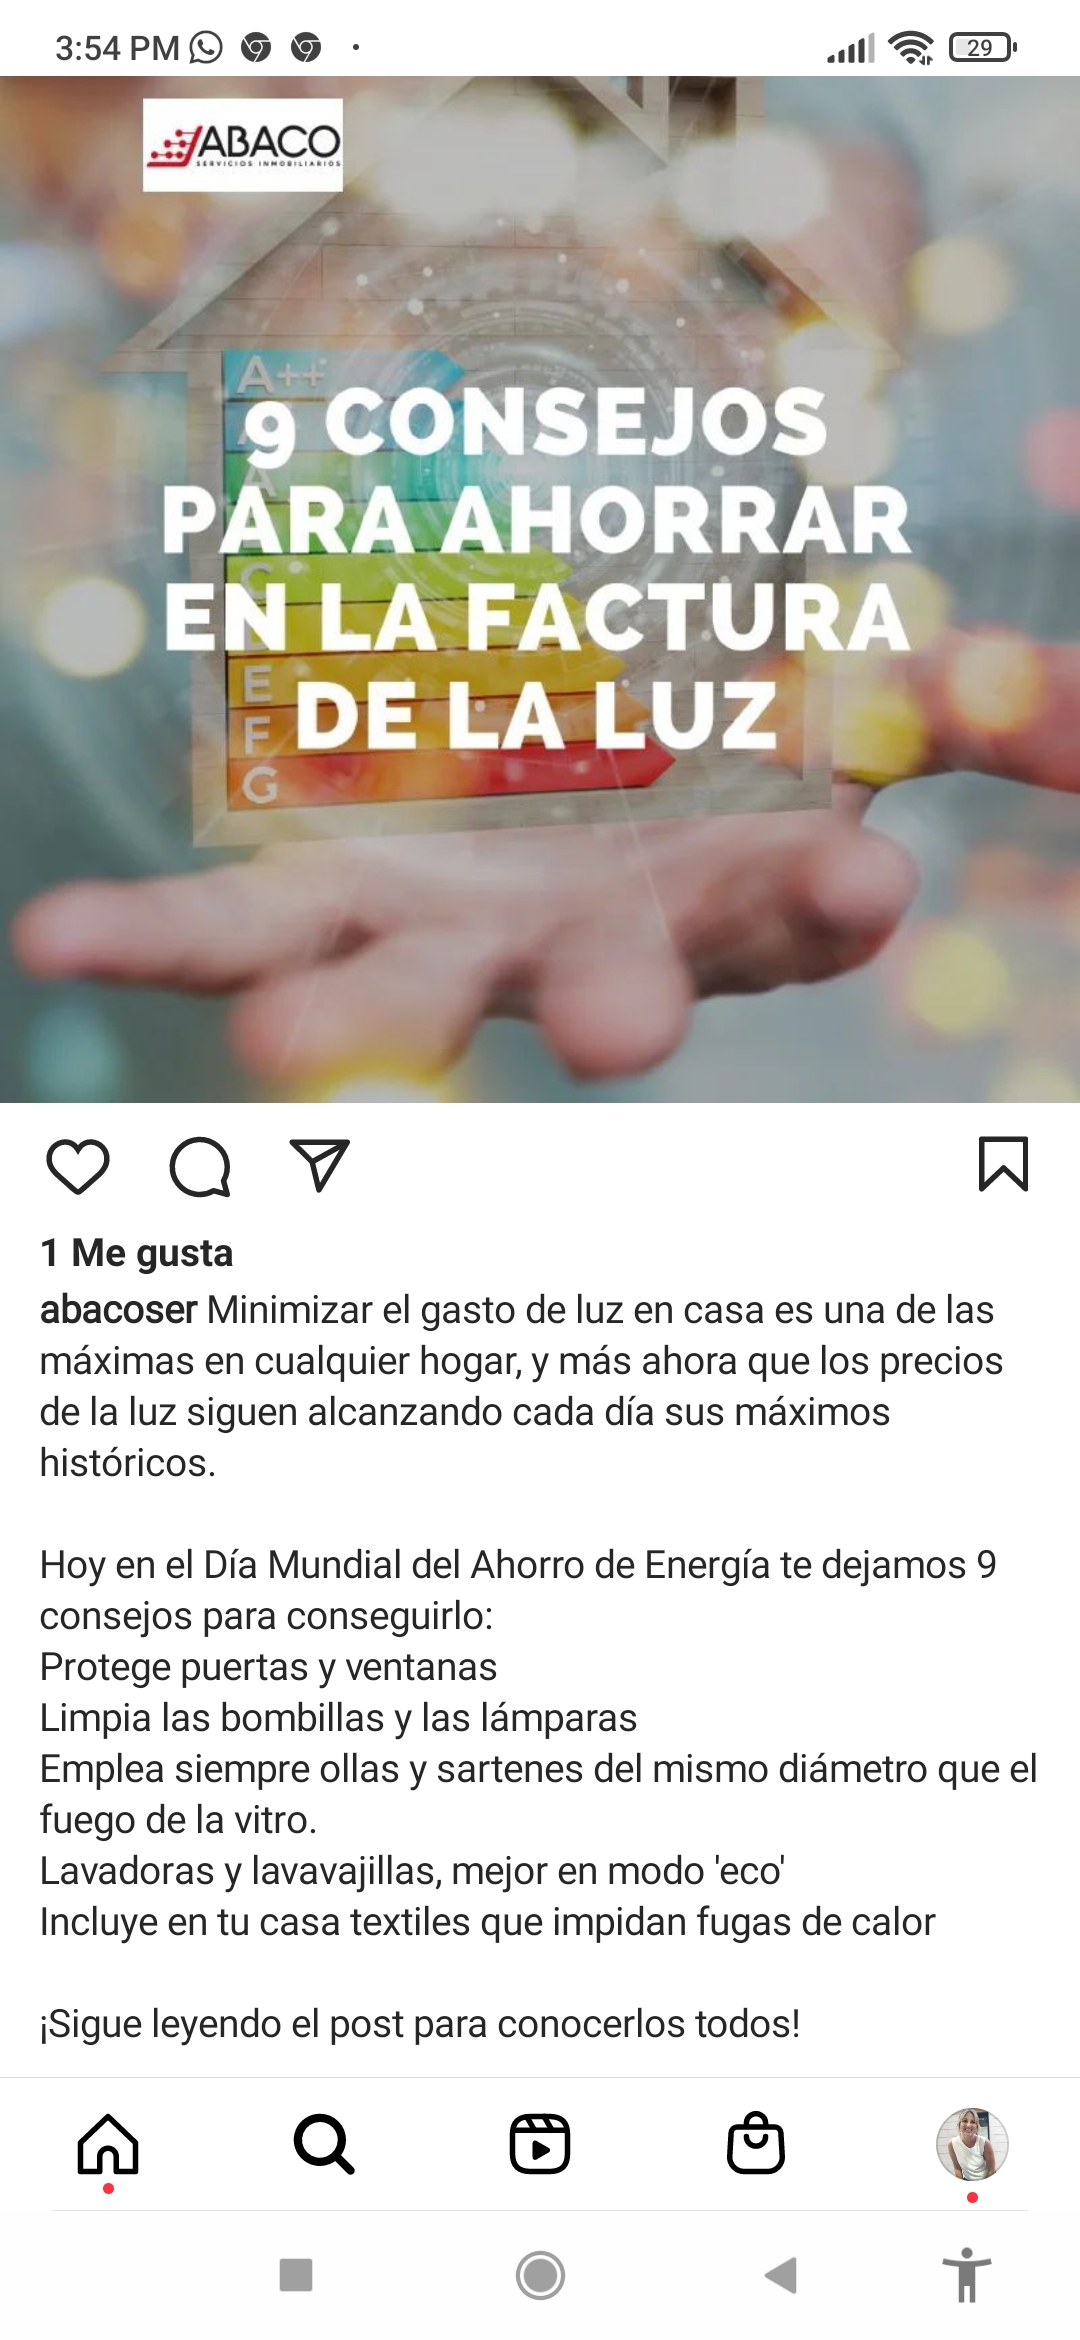 3:54 PM
29
ABACO
SERVICIOS INMOBILIARIOS
A++
9 CONSEJOS
A
PARA AHORRAR
C
EN LA FACTURA
E
DE LA LUZ
F
G
1 Me gusta
abacoser Minimizar el gasto de luz en casa es una de las
máximas en cualquier hogar, y más ahora que los precios
de la luz siguen alcanzando cada día sus máximos
históricos.
Hoy en el Día Mundial del Ahorro de Energía te dejamos 9
consejos para conseguirlo:
Protege puertas y ventanas
Limpia las bombillas y las lámparas
Emplea siempre ollas y sartenes del mismo diámetro que el
fuego de la vitro.
Lavadoras y lavavajillas, mejor en modo 'eco'
Incluye en tu casa textiles que impidan fugas de calor
¡Sigue leyendo el post para conocerlos todos!